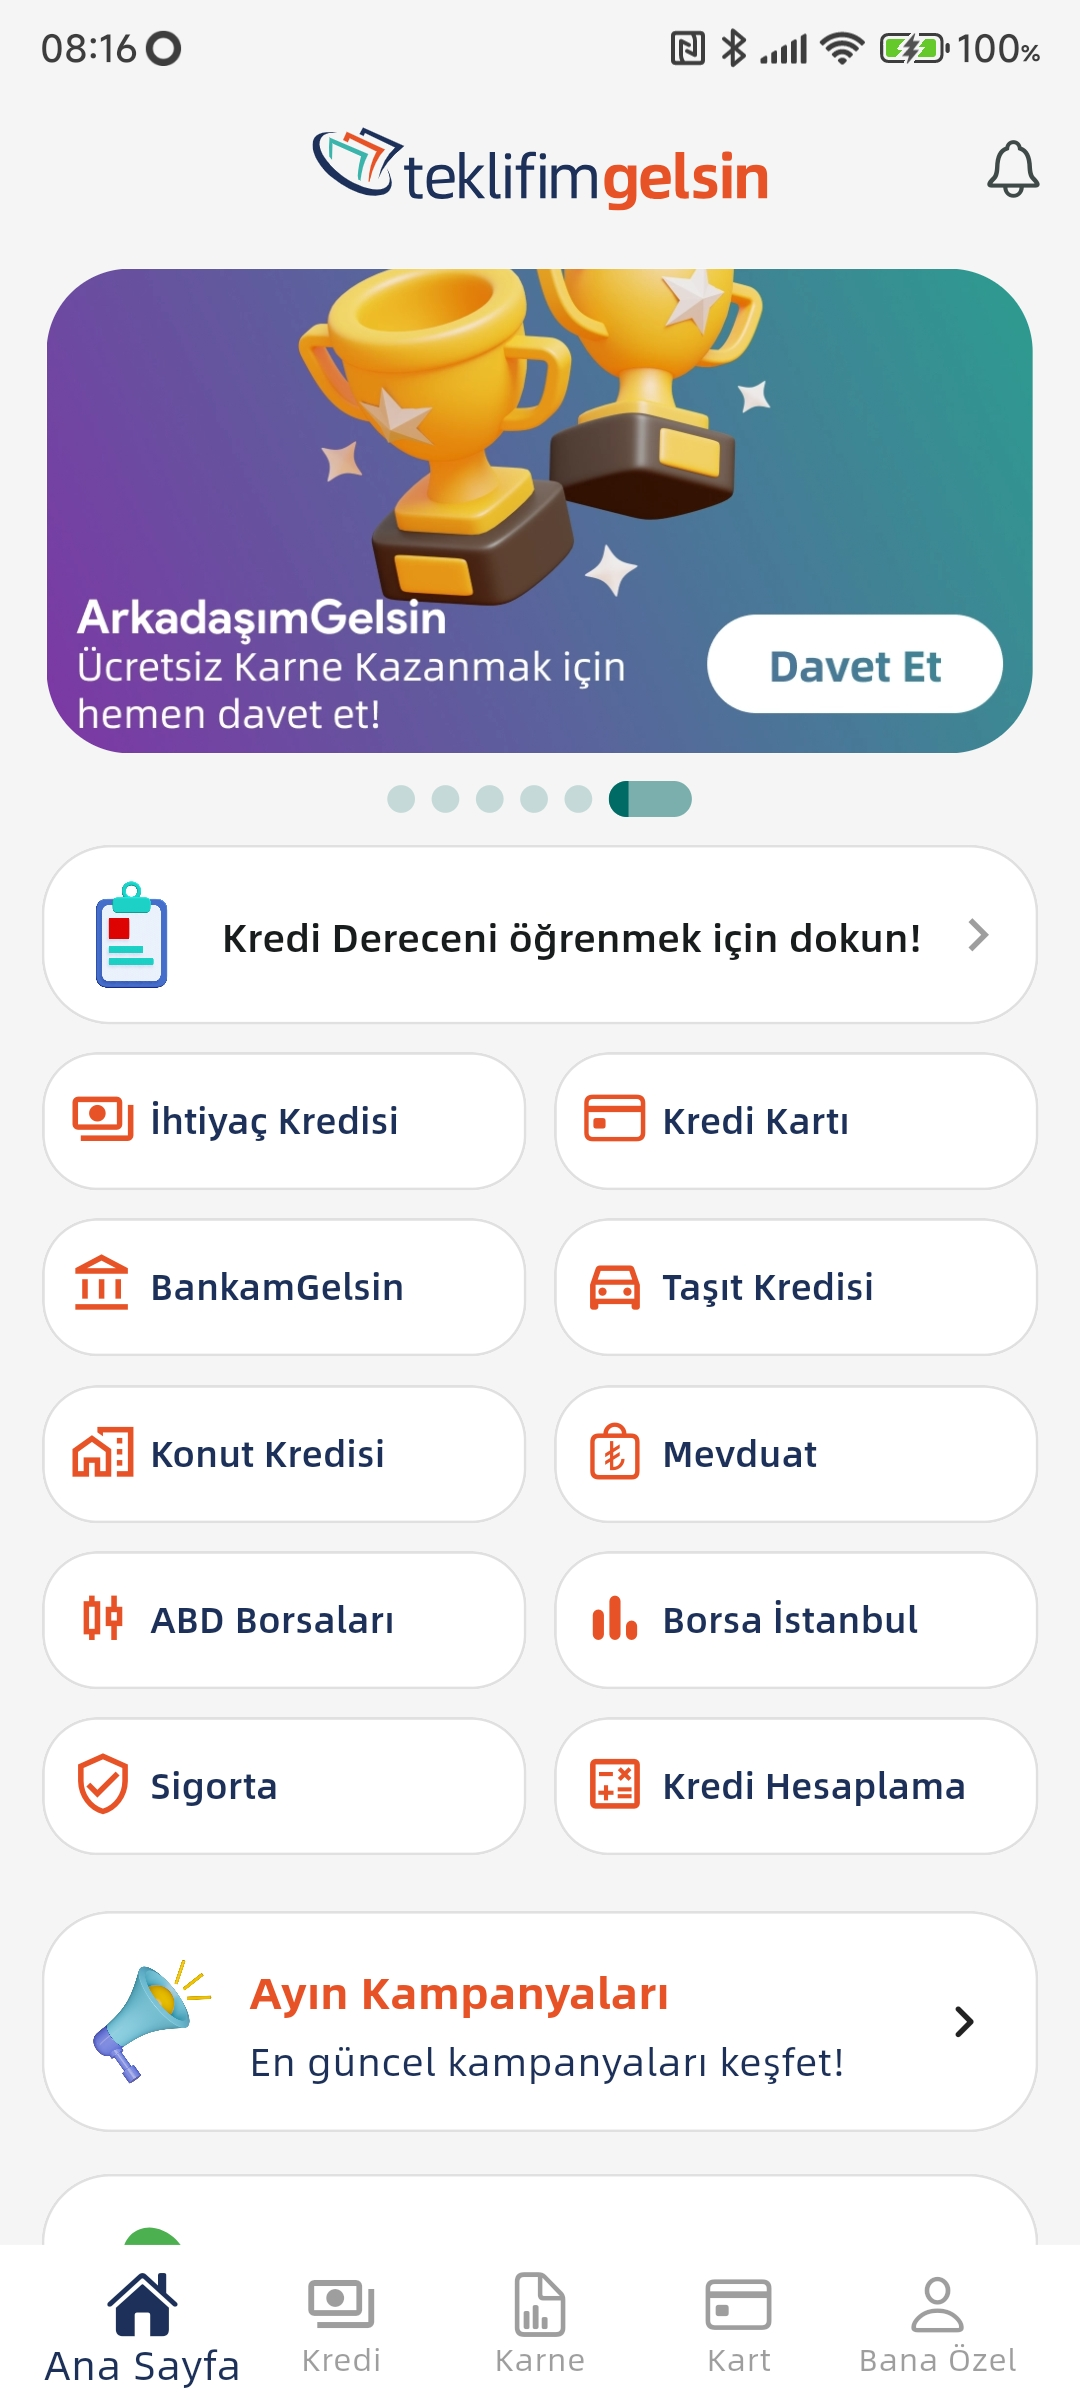 08:16
100%
teklifimgelsin
ArkadaşımGelsin
Ücretsiz Karne Kazanmak için
hemen davet et!
Davet Et
Kredi Dereceni öğrenmek için dokun!
İhtiyaç Kredisi
Kredi Kartı
BankamGelsin
Taşıt Kredisi
Konut Kredisi
Mevduat
ABD Borsaları
Borsa İstanbul
Sigorta
Kredi Hesaplama
Ayın Kampanyaları
En güncel kampanyaları keşfet!
Ana Sayfa
Kredi
Karne
Kart
Bana Özel